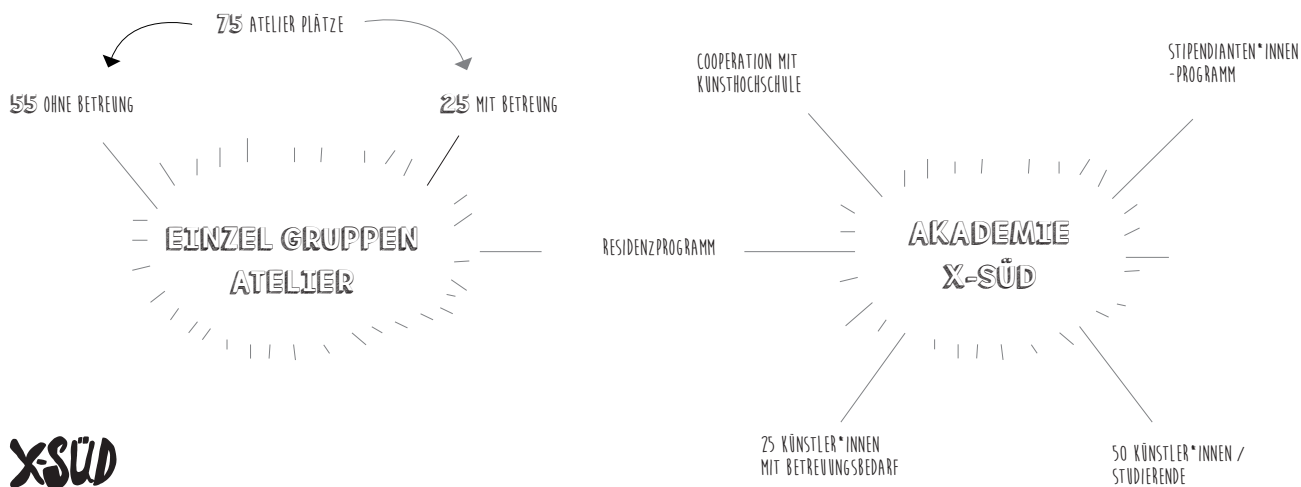 75 ATELIER PLÄTZE
55 OHNE BETREUNG
25 MIT BETREUNG
EINZEL GRUPPEN
ATELIER
RESIDENZPROGRAMM
COOPERATION MIT
KUNSTHOCHSCHULE
STIPENDIANTEN*INNEN
-PROGRAMM
AKADEMIE
X-SÜD
25 KÜNSTLER*INNEN
MIT BETREUUNGSBEDARF
50 KÜNSTLER*INNEN /
STUDIERENDE
X-SÜD